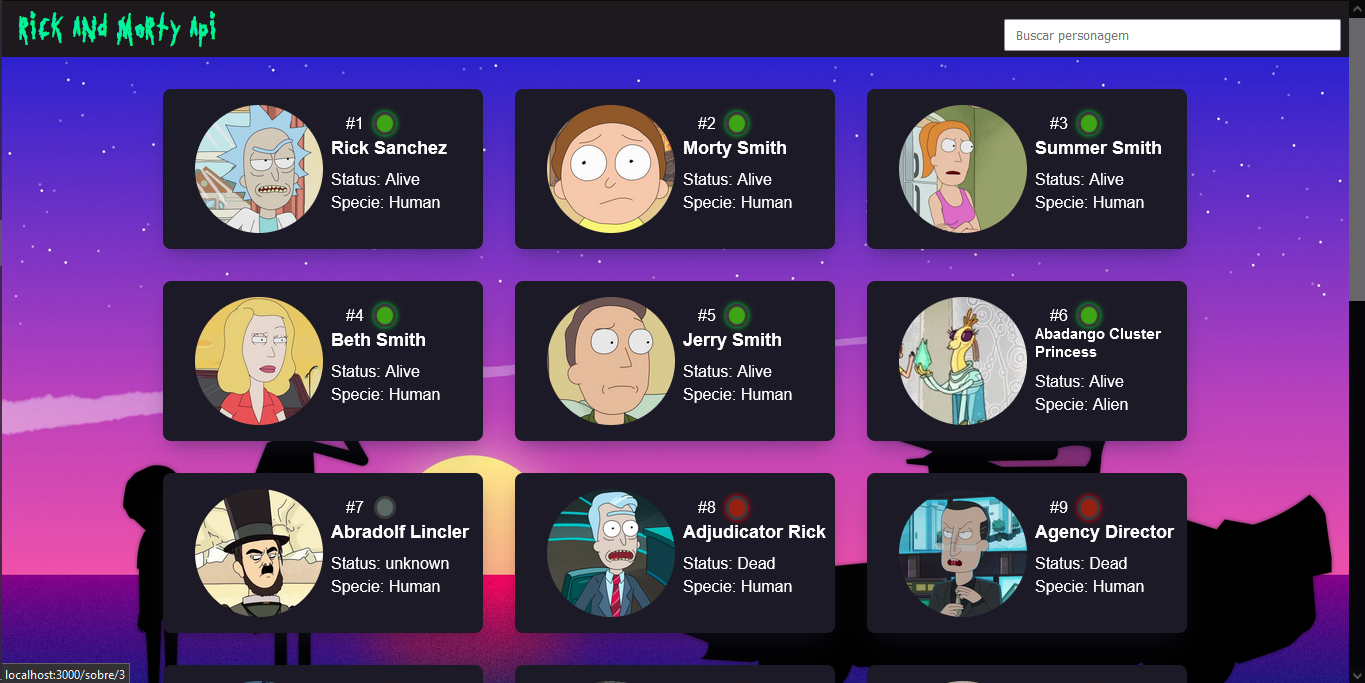 Rick and Morty Api
Buscar personagem
#1
Rick Sanchez
Status: Alive
Specie: Human
#2
Morty Smith
Status: Alive
Specie: Human
#3
Summer Smith
Status: Alive
Specie: Human
#4
Beth Smith
Status: Alive
Specie: Human
#5
Jerry Smith
Status: Alive
Specie: Human
#6
Abadango Cluster
Princess
Status: Alive
Specie: Alien
#7
Abradolf Lincler
Status: unknown
Specie: Human
#8
Adjudicator Rick
Status: Dead
Specie: Human
#9
Agency Director
Status: Dead
Specie: Human
localhost:3000/sobre/3